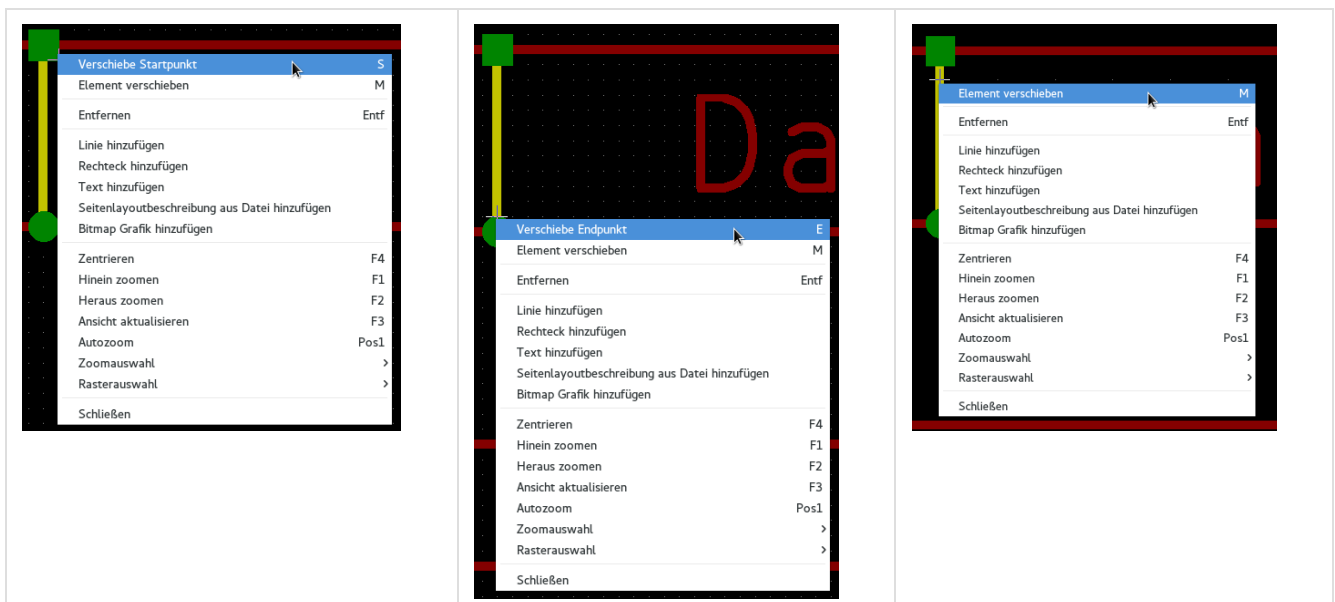 Verschiebe Startpunkt S
Element verschieben M
Entfernen Entf
Linie hinzufügen
Rechteck hinzufügen
Text hinzufügen
Seitenlayoutbeschreibung aus Datei hinzufügen
Bitmap Grafik hinzufügen
Zentrieren F4
Hinein zoomen F1
Heraus zoomen F2
Ansicht aktualisieren F3
Autozoom Pos1
Zoomauswahl
Rasterauswahl
Schließen
Da
Verschiebe Endpunkt E
Element verschieben M
Entfernen Entf
Linie hinzufügen
Rechteck hinzufügen
Text hinzufügen
Seitenlayoutbeschreibung aus Datei hinzufügen
Bitmap Grafik hinzufügen
Zentrieren F4
Hinein zoomen F1
Heraus zoomen F2
Ansicht aktualisieren F3
Autozoom Pos1
Zoomauswahl
Rasterauswahl
Schließen
Element verschieben M
Entfernen Entf
Linie hinzufügen
Rechteck hinzufügen
Text hinzufügen
Seitenlayoutbeschreibung aus Datei hinzufügen
Bitmap Grafik hinzufügen
Zentrieren F4
Hinein zoomen F1
Heraus zoomen F2
Ansicht aktualisieren F3
Autozoom Pos1
Zoomauswahl
Rasterauswahl
Schließen